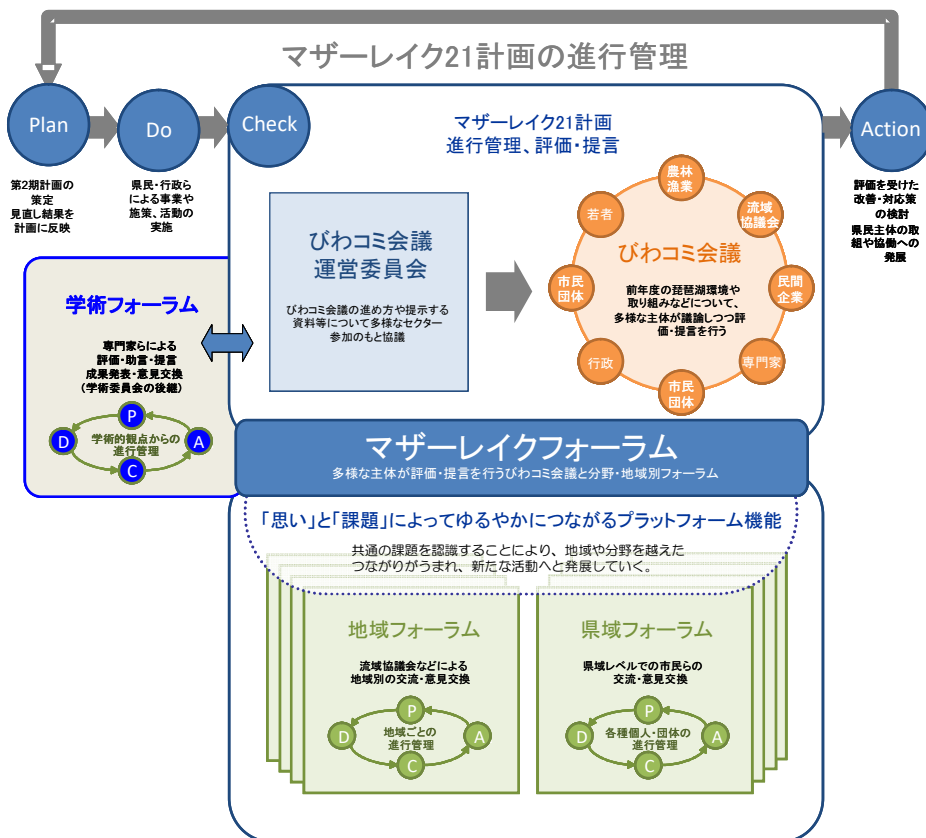 マザーレイク21計画の進行管理
Plan
Do
Check
Action
第2期計画の
策定
見直し結果を
計画に反映
県民・行政ら
による事業や
施策、活動の
実施
評価を受けた
改善・対応策
の検討
県民主体の取
組や協働への
発展
マザーレイク21計画
進行管理、評価・提言
びわコミ会議
運営委員会
びわコミ会議の進め方や提示する
資料等について多様なセクター
参加のもと協議
農林
漁業
流域
協議会
民間
企業
専門家
市民
団体
行政
市民
団体
若者
びわコミ会議
前年度の琵琶湖環境や
取り組みなどについて、
多様な主体が議論しつつ評
価・提言を行う
学術フォーラム
専門家らによる
評価・助言・提言
成果発表・意見交換
(学術委員会の後継)
P
D
A
C
学術的観点からの
進行管理
マザーレイクフォーラム
多様な主体が評価・提言を行うびわコミ会議と分野・地域別フォーラム
「思い」と「課題」によってゆるやかにつながるプラットフォーム機能
共通の課題を認識することにより、地域や分野を越えた
つながりがうまれ、新たな活動へと発展していく。
地域フォーラム
流域協議会などによる
地域別の交流・意見交換
P
D
A
C
地域ごとの
進行管理
県域フォーラム
県域レベルでの市民らの
交流・意見交換
P
D
A
C
各種個人・団体の
進行管理